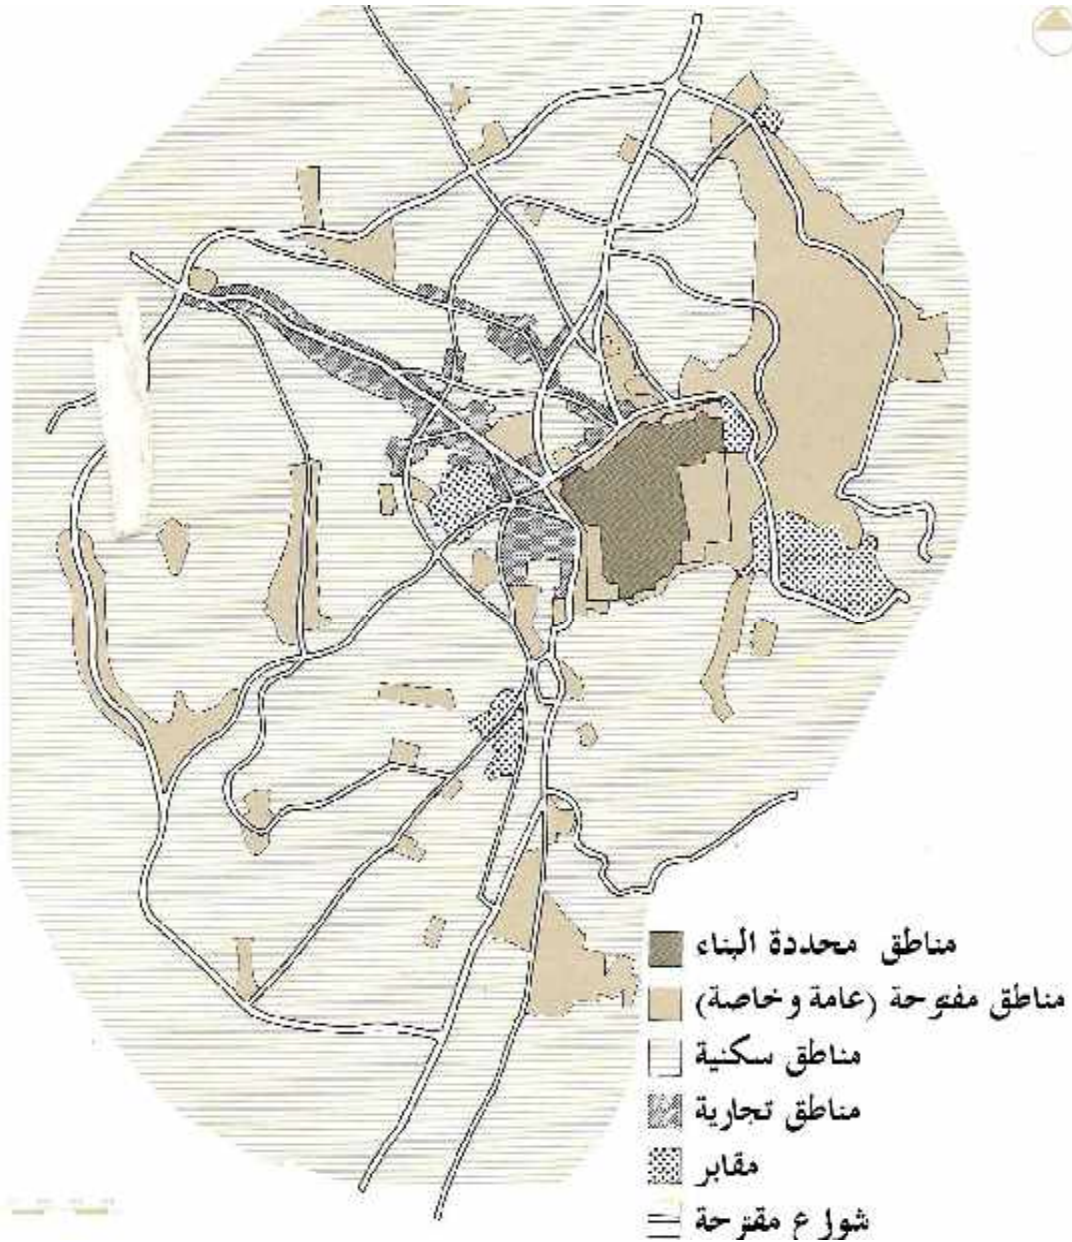 مناطق محددة البناء
مناطق مفتوحة (عامة وخاصة)
مناطق سكنية
مناطق تجارية
مقابر
شوارع مقترحة